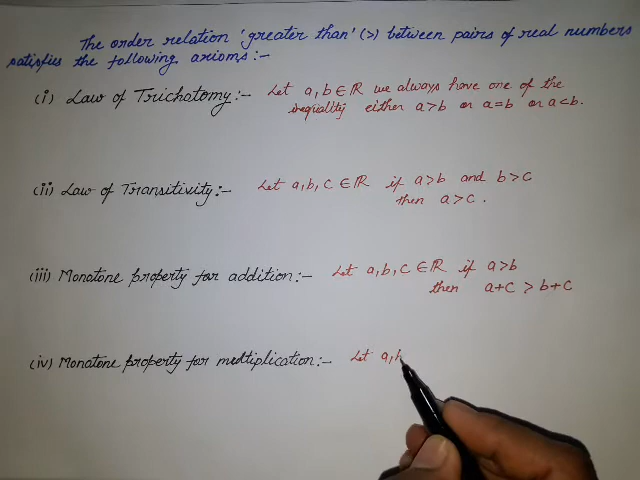 The order relation 'greater than' (>) between pairs of real numbers
satisfies the following axioms:-
(i) Law of Trichotomy:- Let a, b ∈ ℝ we always have one of the
inequality either a>b or a=b or a<b.
(ii) Law of Transitivity:- Let a, b, c ∈ ℝ if a>b and b>c
then a>c.
(iii) Monotone property for addition:- Let a, b, c ∈ ℝ if a>b
then a+c > b+c
(iv) Monotone property for multiplication:- Let a, b